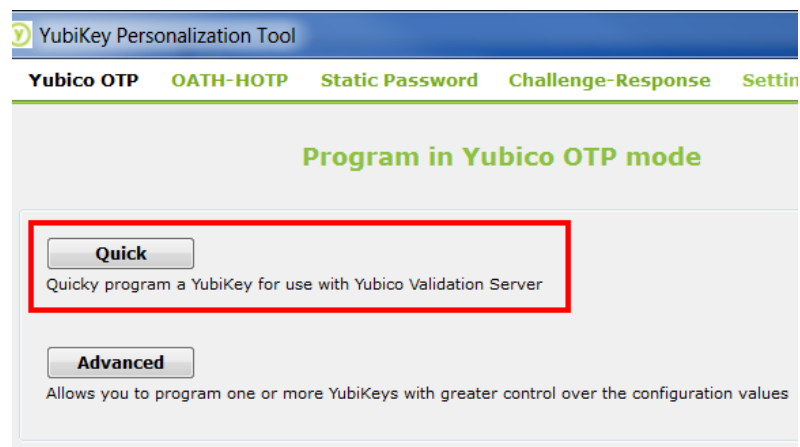 YubiKey Personalization Tool
Yubico OTP OATH-HOTP Static Password Challenge-Response Settin
Program in Yubico OTP mode
Quick
Quicky program a YubiKey for use with Yubico Validation Server
Advanced
Allows you to program one or more YubiKeys with greater control over the configuration values